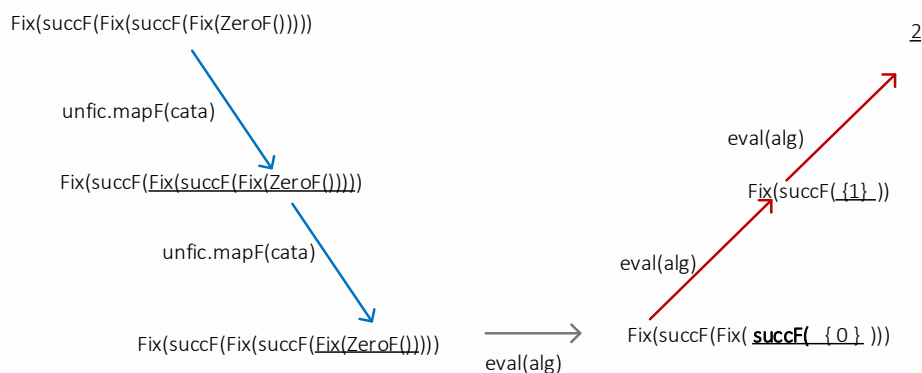 Fix(succF(Fix(succF(Fix(ZeroF()))))
2
unfic.mapF(cata)
eval(alg)
Fix(succF(Fix(succF(Fix(ZeroF()))))
Fix(succF( {1} ))
unfic.mapF(cata)
eval(alg)
Fix(succF(Fix(succF(Fix(ZeroF()))))
eval(alg)
Fix(succF(Fix( succF( { 0 } )))